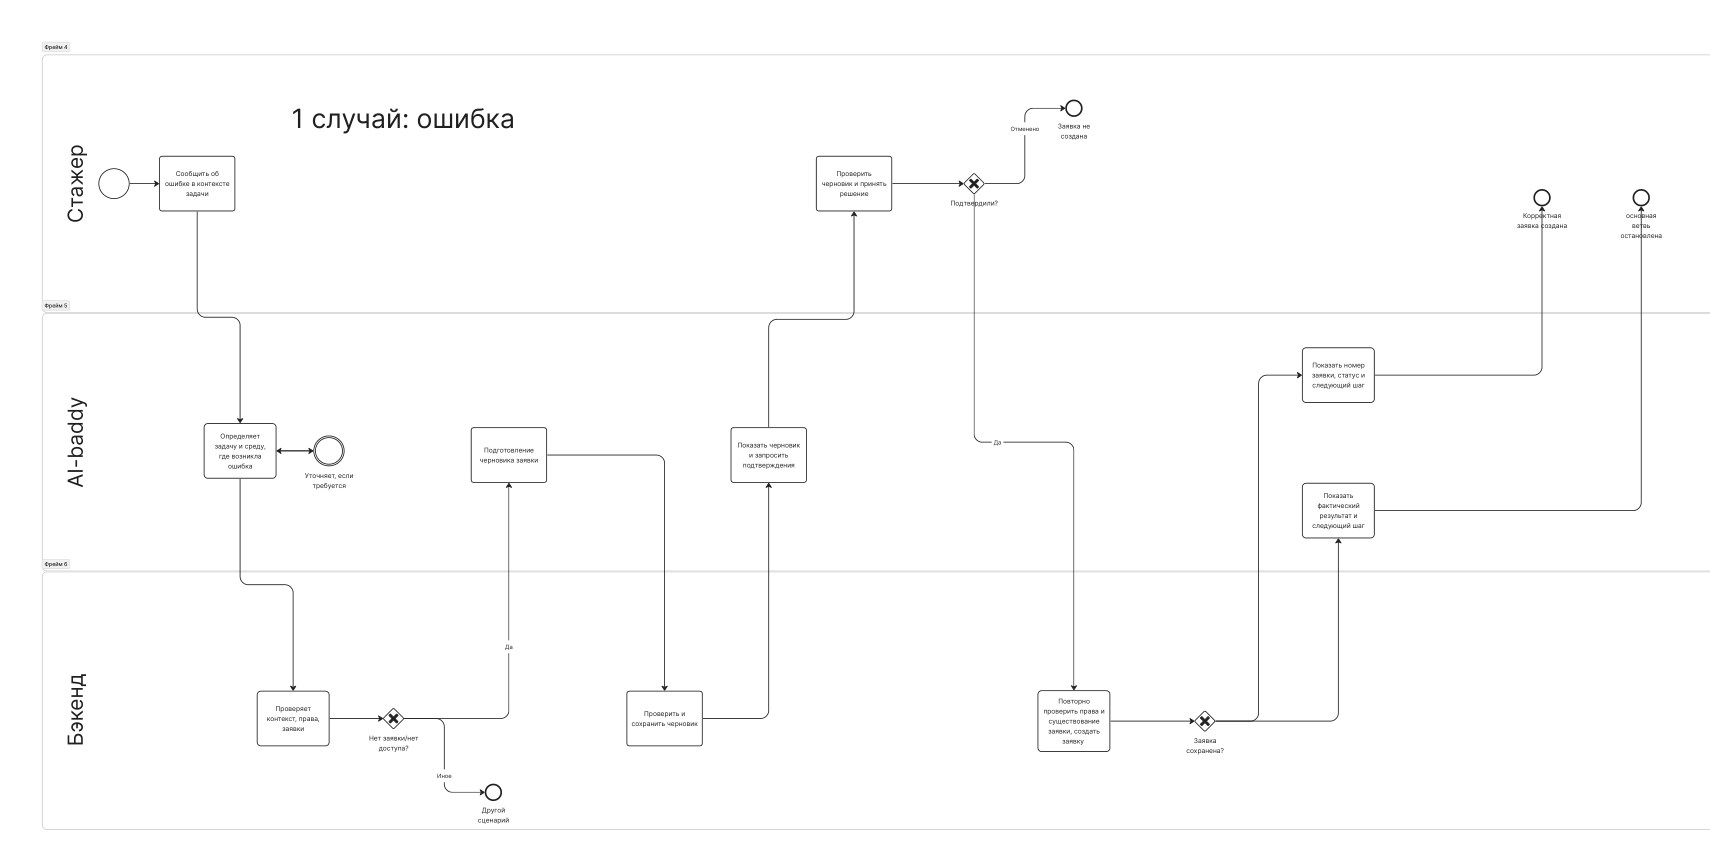 Фрейм 4
1 случай: ошибка
Стажер
Сообщить об
ошибке в контексте
задачи
Проверить
черновик и принять
решение
Подтвердили?
Отменено
Заявка не
создана
Корректная
заявка создана
основная
ветвь
остановлена
Фрейм 5
AI-baddy
Определяет
задачу и среду,
где возникла
ошибка
Уточняет, если
требуется
Подготовление
черновика заявки
Показать черновик
и запросить
подтверждения
Да
Показать номер
заявки, статус и
следующий шаг
Показать
фактический
результат и
следующий шаг
Фрейм 6
Бэкенд
Проверяет
контекст, права,
заявки
Нет заявки/нет
доступа?
Да
Иное
Другой
сценарий
Проверить и
сохранить черновик
Повторно
проверить права и
существование
заявки, создать
заявку
Заявка
сохранена?